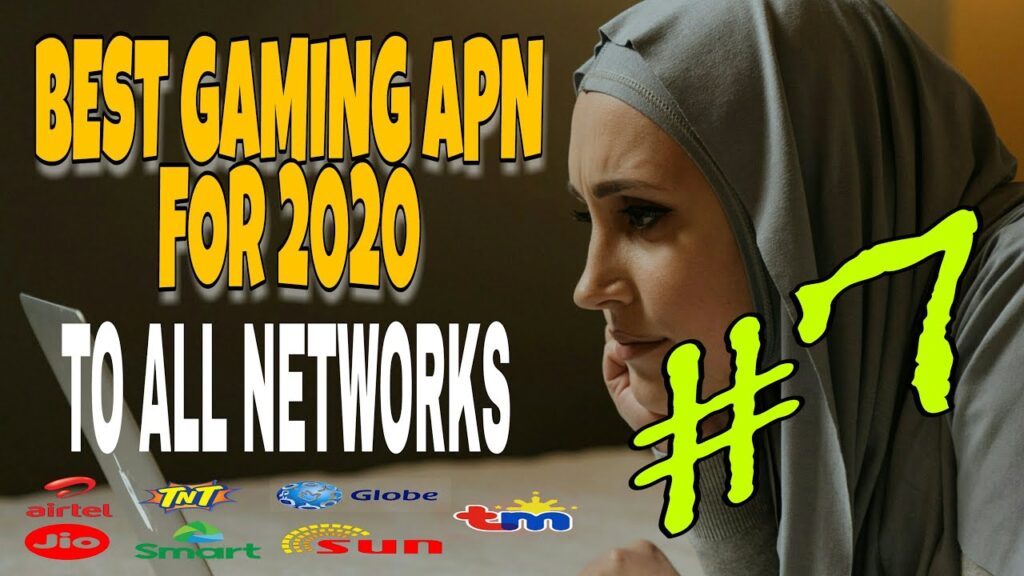 BEST GAMING APN
FOR 2020
TO ALL NETWORKS
#7
airtel
TNT
Globe
tm
Jio
Smart
sun